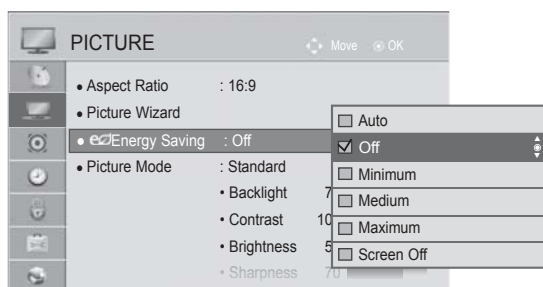 PICTURE
Move OK
• Aspect Ratio : 16:9
• Picture Wizard
• Energy Saving : Off
• Picture Mode : Standard
• Backlight 7
• Contrast 10
• Brightness 5
• Sharpness 70
Auto
Off
Minimum
Medium
Maximum
Screen Off